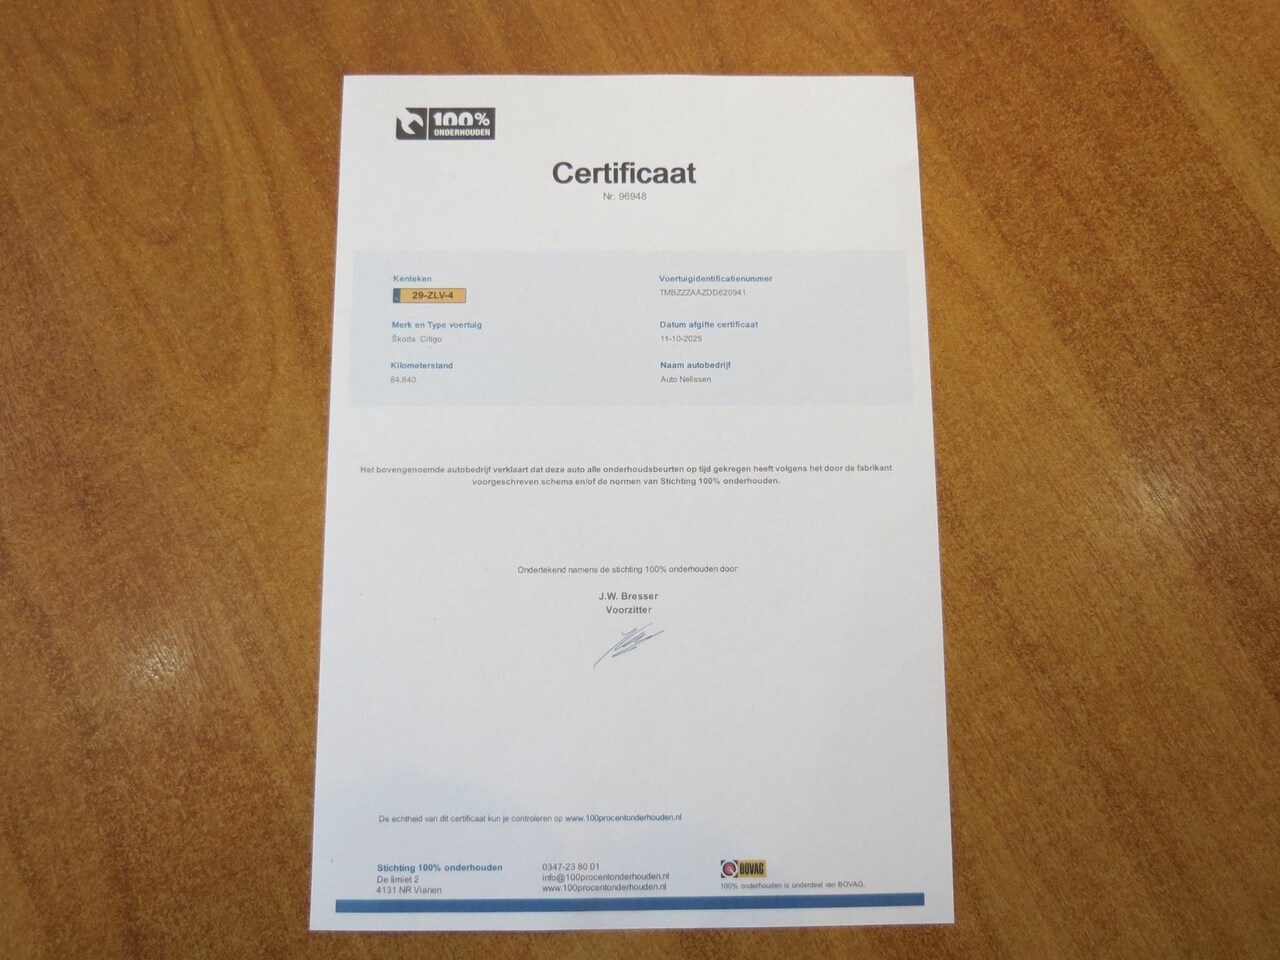 100%
ONDERHOUDEN
Certificaat
Nr. 96948
Kenteken
29-ZLV-4
Voertuigidentificatienummer
TMBZZZAAZDD620941
Merk en Type voertuig
Škoda Citigo
Datum afgifte certificaat
11-10-2025
Kilometerstand
84.840
Naam autobedrijf
Auto Nelissen
Het bovengenoemde autobedrijf verklaart dat deze auto alle onderhoudsbeurten op tijd gekregen heeft volgens het door de fabrikant
voorgeschreven schema en/of de normen van Stichting 100% onderhouden.
Ondertekend namens de stichting 100% onderhouden door:
J.W. Bresser
Voorzitter
De echtheid van dit certificaat kun je controleren op www.100procentonderhouden.nl
Stichting 100% onderhouden
De limiet 2
4131 NR Vianen
0347-23 80 01
info@100procentonderhouden.nl
www.100procentonderhouden.nl
BOVAG
100% onderhouden is onderdeel van BOVAG.